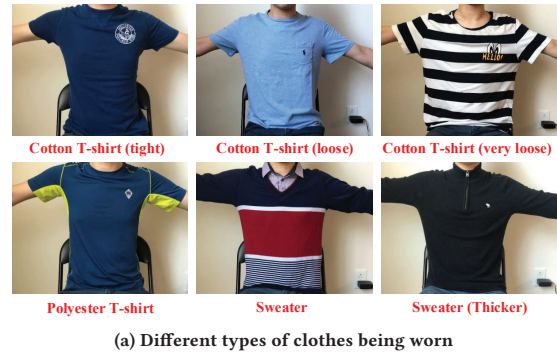 Cotton T-shirt (tight)
Cotton T-shirt (loose)
Cotton T-shirt (very loose)
Polyester T-shirt
Sweater
Sweater (Thicker)
(a) Different types of clothes being worn